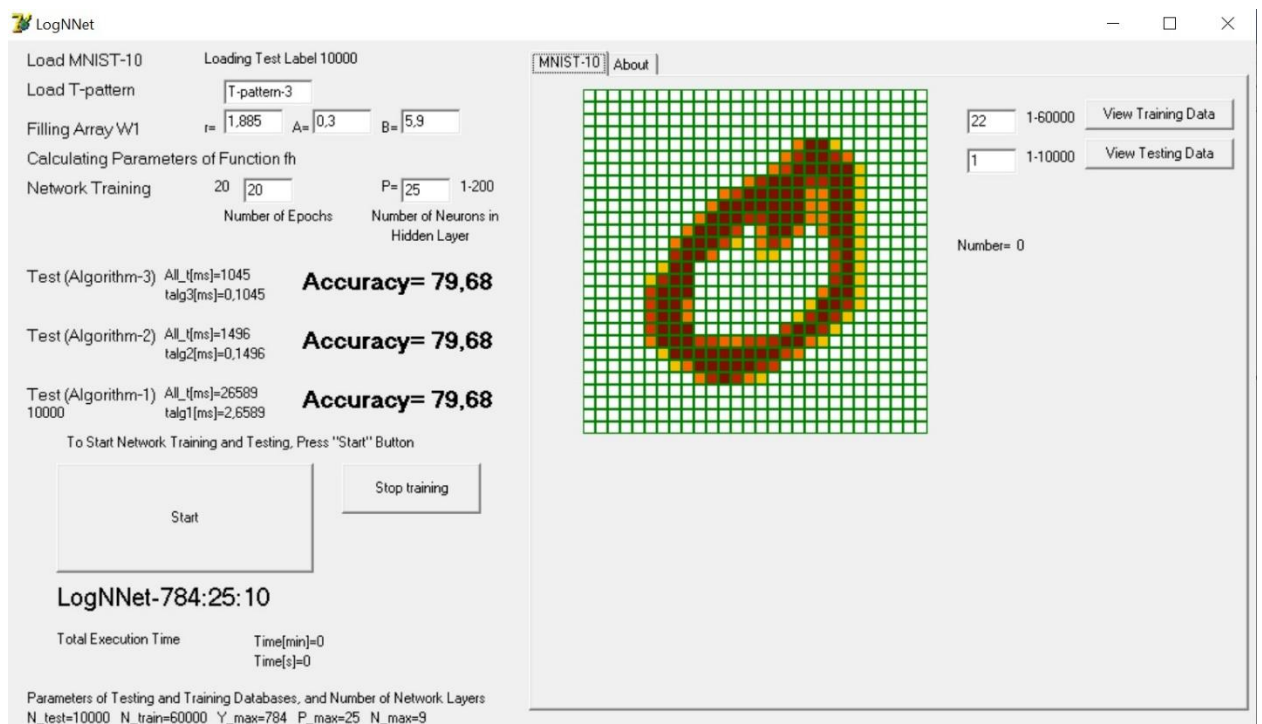 LogNNet
Load MNIST-10 Loading Test Label 10000
Load T-pattern T-pattern-3
Filling Array W1 r= 1,885 A= 0,3 B= 5,9
Calculating Parameters of Function fh
Network Training 20 20 P= 25 1-200
Number of Epochs Number of Neurons in
Hidden Layer
Test (Algorithm-3) All_t[ms]=1045
talg3[ms]=0,1045
Accuracy= 79,68
Test (Algorithm-2) All_t[ms]=1496
talg2[ms]=0,1496
Accuracy= 79,68
Test (Algorithm-1) All_t[ms]=26589
10000 talg1[ms]=2,6589
Accuracy= 79,68
To Start Network Training and Testing, Press "Start" Button
Start
Stop training
LogNNet-784:25:10
Total Execution Time Time[min]=0
Time[s]=0
Parameters of Testing and Training Databases, and Number of Network Layers
N_test=10000 N_train=60000 Y_max=784 P_max=25 N_max=9
MNIST-10 About
22 1-60000 View Training Data
1 1-10000 View Testing Data
Number= 0